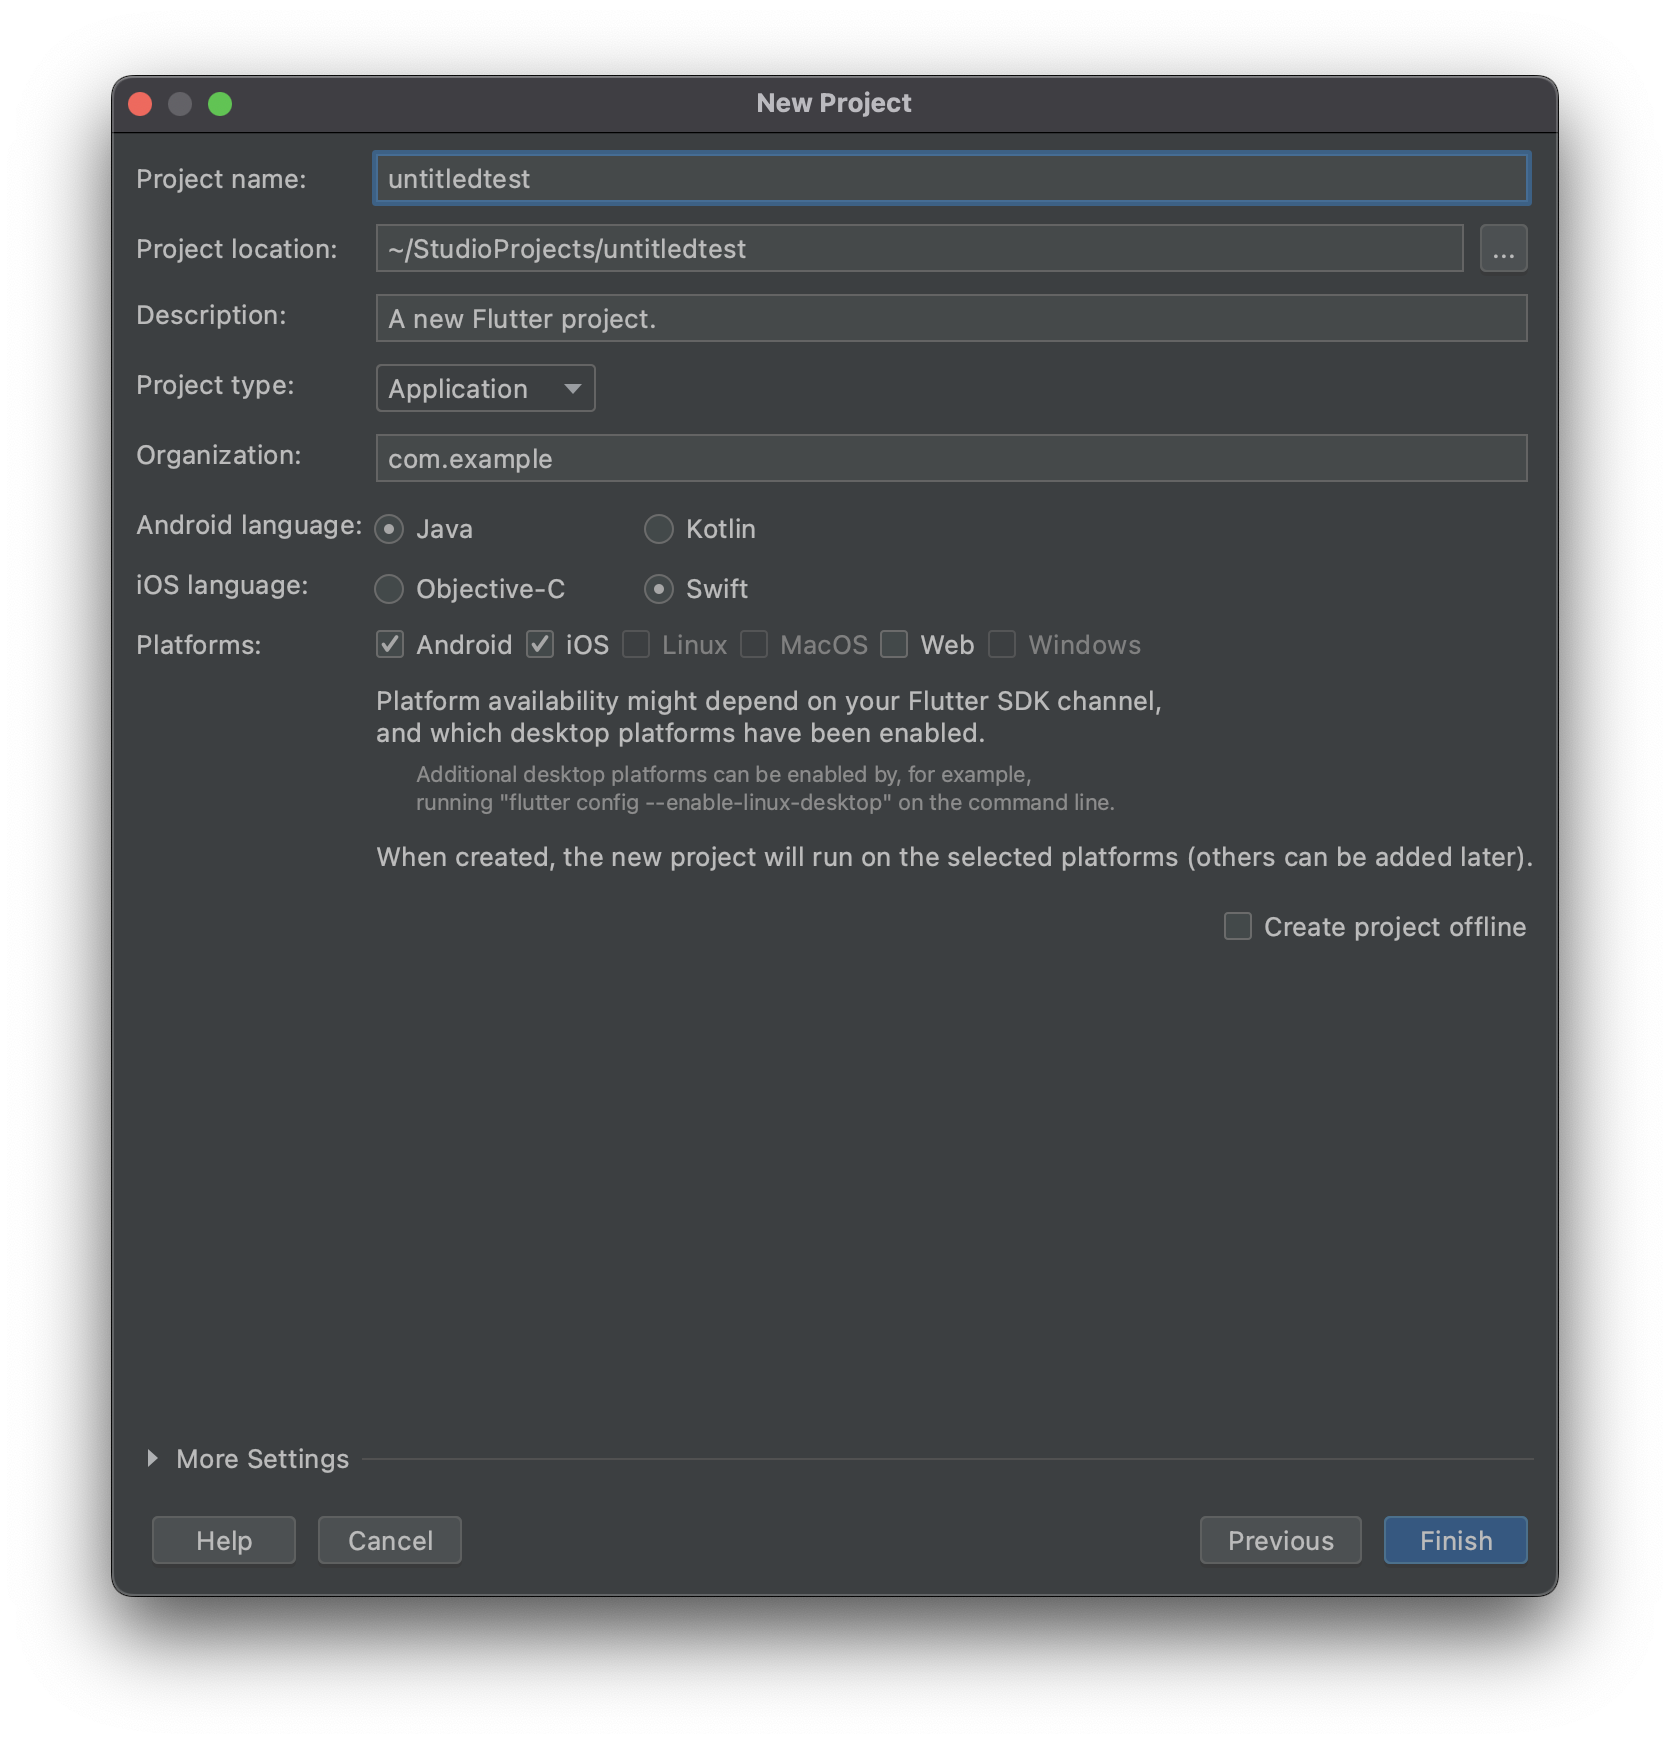 New Project
Project name: untitledtest
Project location: ~/StudioProjects/untitledtest ...
Description: A new Flutter project.
Project type: Application
Organization: com.example
Android language: Java Kotlin
iOS language: Objective-C Swift
Platforms: Android iOS Linux MacOS Web Windows
Platform availability might depend on your Flutter SDK channel,
and which desktop platforms have been enabled.
Additional desktop platforms can be enabled by, for example,
running "flutter config --enable-linux-desktop" on the command line.
When created, the new project will run on the selected platforms (others can be added later).
Create project offline
More Settings
Help Cancel Previous Finish